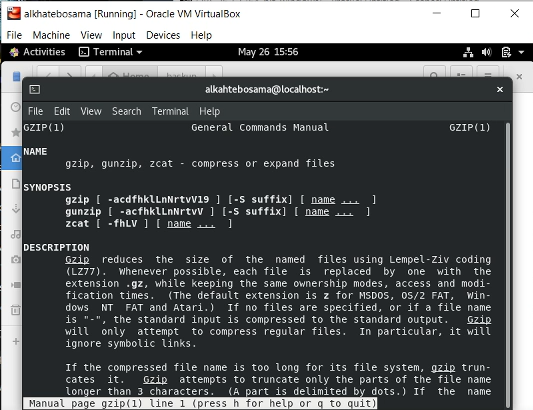 alkhatebosama [Running] - Oracle VM VirtualBox
File Machine View Input Devices Help
Activities Terminal May 26 15:56
Home backup
alkahtebosama@localhost:~
File Edit View Search Terminal Help
GZIP(1) General Commands Manual GZIP(1)
NAME
gzip, gunzip, zcat - compress or expand files
SYNOPSIS
gzip [ -acdfhklLnNrtvV19 ] [-S suffix] [ name ... ]
gunzip [ -acfhklLnNrtvV ] [-S suffix] [ name ... ]
zcat [ -fhLV ] [ name ... ]
DESCRIPTION
Gzip reduces the size of the named files using Lempel-Ziv coding
(LZ77). Whenever possible, each file is replaced by one with the
extension .gz, while keeping the same ownership modes, access and modi-
fication times. (The default extension is z for MSDOS, OS/2 FAT, Win-
dows NT FAT and Atari.) If no files are specified, or if a file name
is "-", the standard input is compressed to the standard output. Gzip
will only attempt to compress regular files. In particular, it will
ignore symbolic links.
If the compressed file name is too long for its file system, gzip trun-
cates it. Gzip attempts to truncate only the parts of the file name
longer than 3 characters. (A part is delimited by dots.) If the name
Manual page gzip(1) line 1 (press h for help or q to quit)